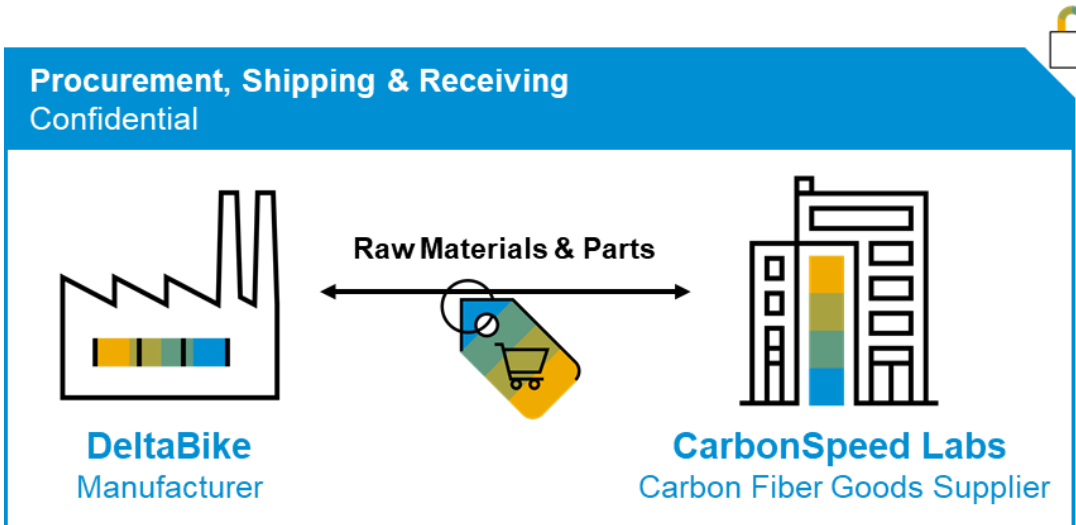 Procurement, Shipping & Receiving
Confidential
Raw Materials & Parts
DeltaBike
Manufacturer
CarbonSpeed Labs
Carbon Fiber Goods Supplier